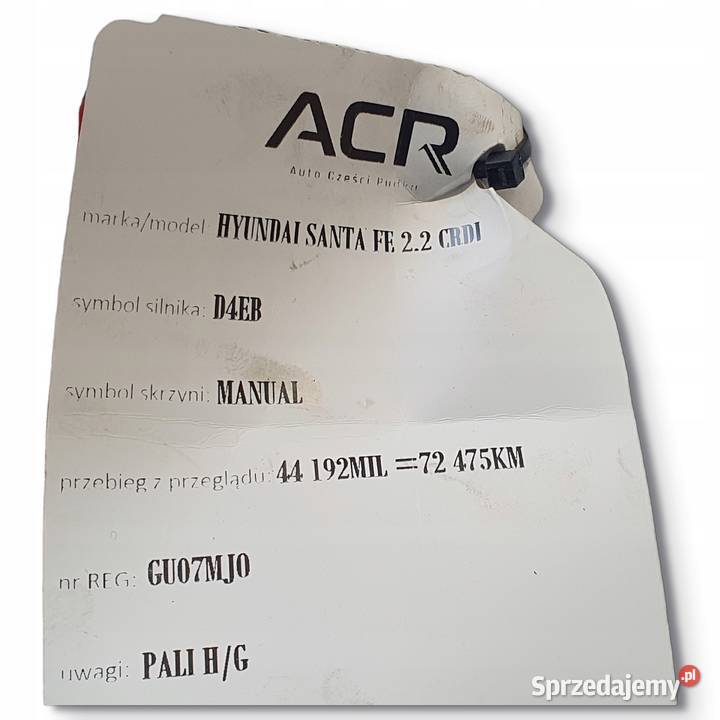 ACR
Auto Części
marka/model: HYUNDAI SANTA FE 2.2 CRDI
symbol silnika: D4EB
symbol skrzyni: MANUAL
przebieg z przeglądu: 44 192MIL =72 475KM
nr REG: GU07MJO
uwagi: PALI H/G
Sprzedajemy.pl